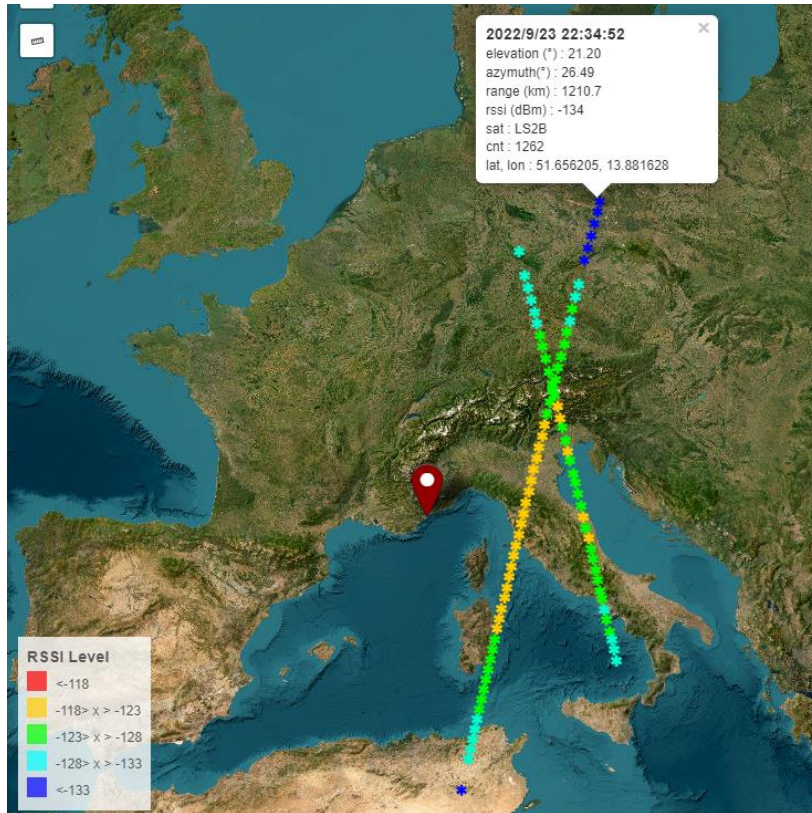 2022/9/23 22:34:52
×
elevation (°) : 21.20
azymuth(°) : 26.49
range (km) : 1210.7
rssi (dBm) : -134
sat : LS2B
cnt : 1262
lat, lon : 51.656205, 13.881628
RSSI Level
<-118
-118> x > -123
-123> x > -128
-128> x > -133
<-133